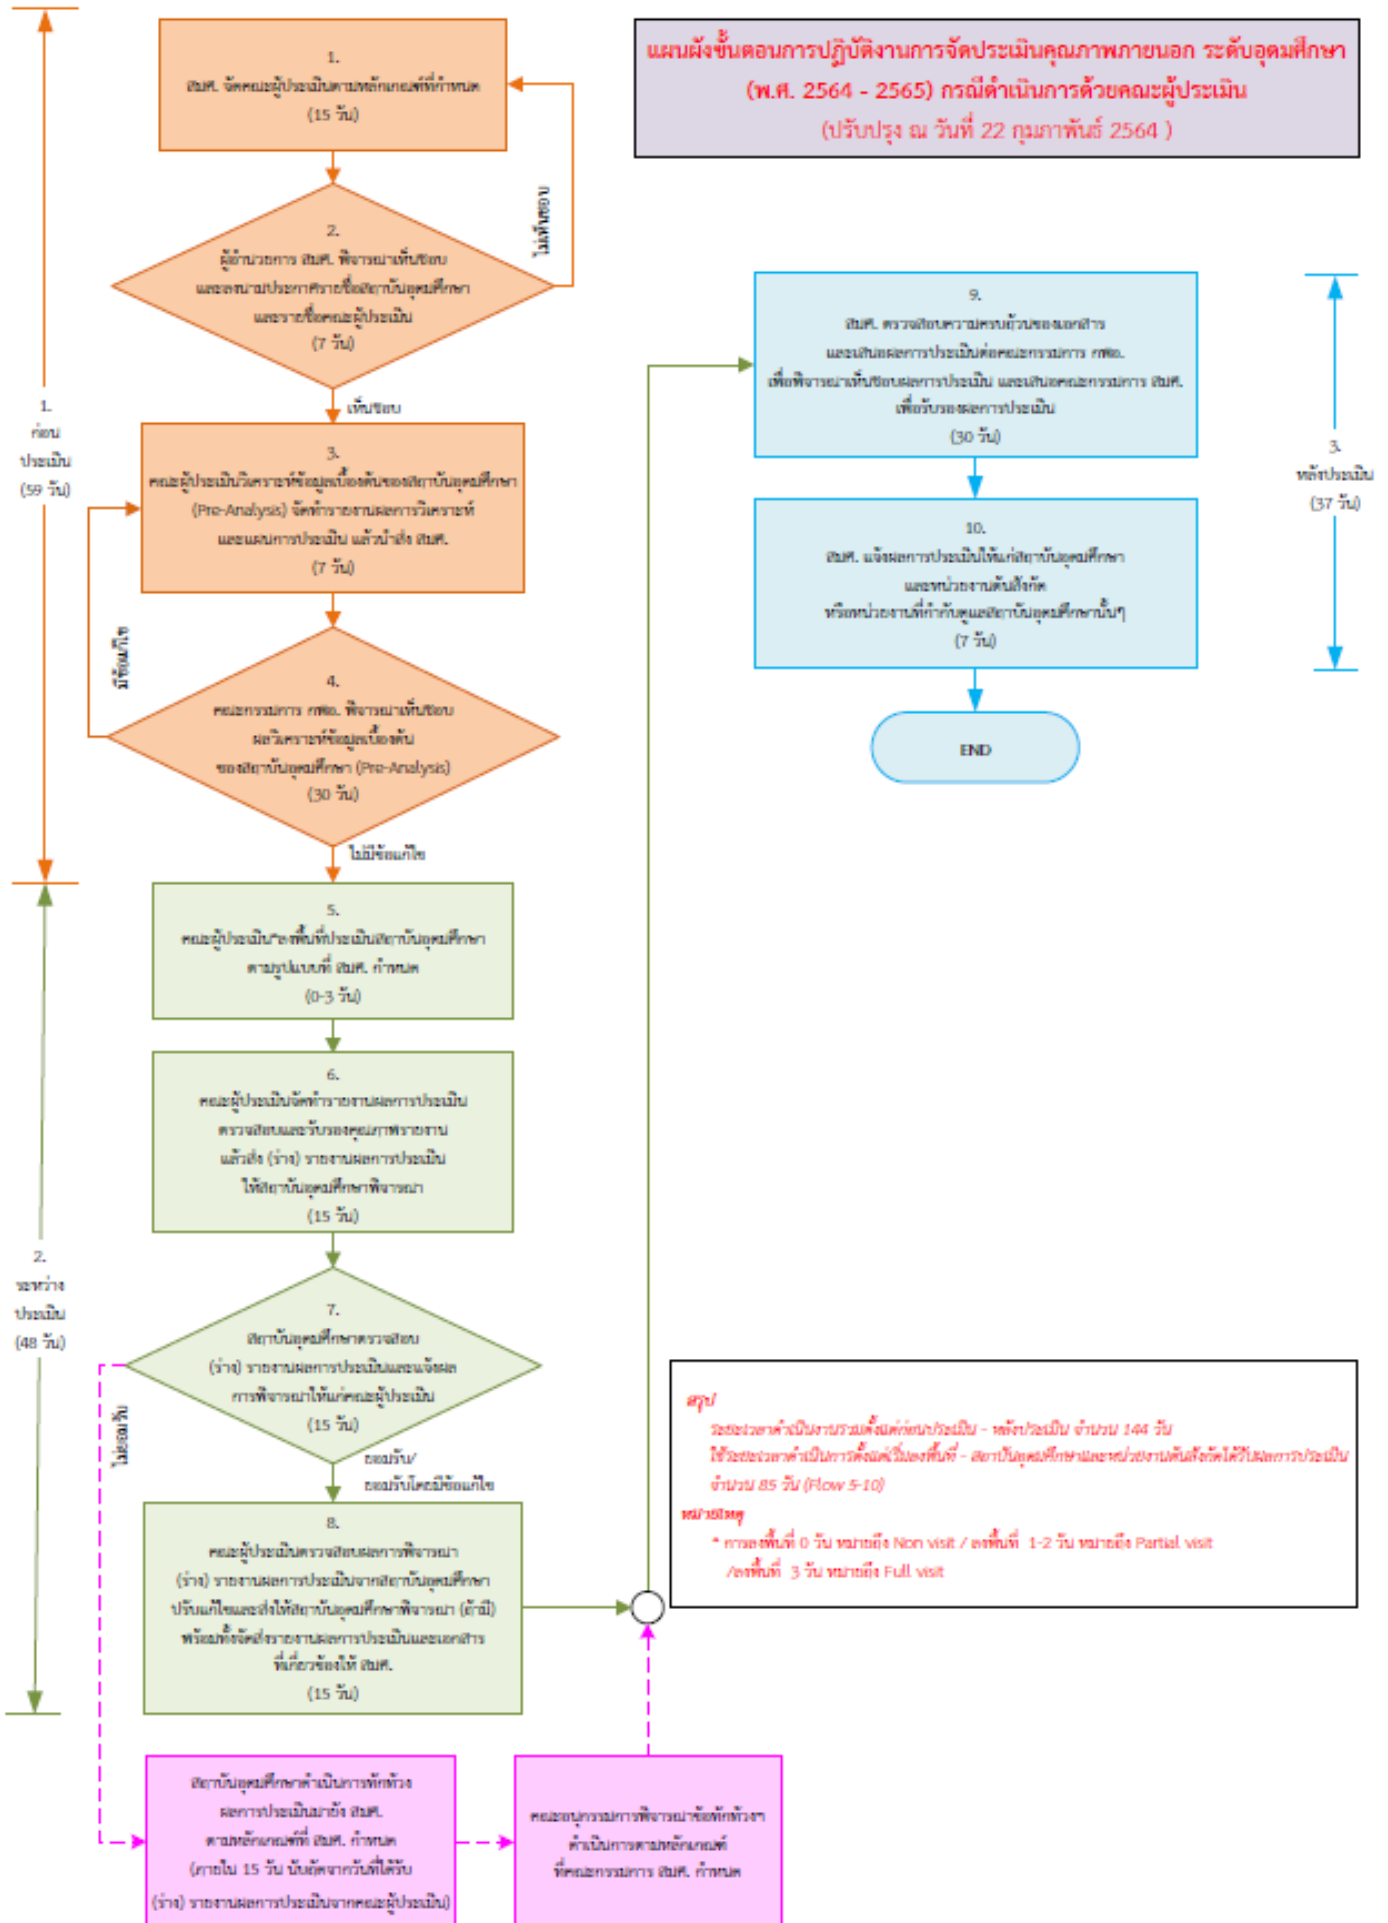 แผนผังขั้นตอนการปฏิบัติงานการจัดประเมินคุณภาพภายนอก ระดับอุดมศึกษา
(พ.ศ. 2564 - 2565) กรณีดำเนินการด้วยคณะผู้ประเมิน
(ปรับปรุง ณ วันที่ 22 กุมภาพันธ์ 2564 )
1.
ก่อน
ประเมิน
(59 วัน)
1.
สมศ. จัดคณะผู้ประเมินตามหลักเกณฑ์ที่กำหนด
(15 วัน)
ไม่เห็นชอบ
2.
ผู้อำนวยการ สมศ. พิจารณาเห็นชอบ
และลงนามประกาศรายชื่อสถาบันอุดมศึกษา
และรายชื่อคณะผู้ประเมิน
(7 วัน)
เห็นชอบ
3.
คณะผู้ประเมินวิเคราะห์ข้อมูลเบื้องต้นของสถาบันอุดมศึกษา
(Pre-Analysis) จัดทำรายงานผลการวิเคราะห์
และแผนการประเมิน แล้วนำส่ง สมศ.
(7 วัน)
มีข้อแก้ไข
4.
คณะกรรมการ กพอ. พิจารณาเห็นชอบ
ผลวิเคราะห์ข้อมูลเบื้องต้น
ของสถาบันอุดมศึกษา (Pre-Analysis)
(30 วัน)
ไม่มีข้อแก้ไข
2.
ระหว่าง
ประเมิน
(48 วัน)
5.
คณะผู้ประเมิน*ลงพื้นที่ประเมินสถาบันอุดมศึกษา
ตามรูปแบบที่ สมศ. กำหนด
(0-3 วัน)
6.
คณะผู้ประเมินจัดทำรายงานผลการประเมิน
ตรวจสอบและรับรองคุณภาพรายงาน
แล้วส่ง (ร่าง) รายงานผลการประเมิน
ให้สถาบันอุดมศึกษาพิจารณา
(15 วัน)
7.
สถาบันอุดมศึกษาตรวจสอบ
(ร่าง) รายงานผลการประเมินและแจ้งผล
การพิจารณาให้แก่คณะผู้ประเมิน
(15 วัน)
ไม่ยอมรับ
ยอมรับ/
ยอมรับโดยมีข้อแก้ไข
8.
คณะผู้ประเมินตรวจสอบผลการพิจารณา
(ร่าง) รายงานผลการประเมินจากสถาบันอุดมศึกษา
ปรับแก้ไขและส่งให้สถาบันอุดมศึกษาพิจารณา (ถ้ามี)
พร้อมทั้งจัดส่งรายงานผลการประเมินและเอกสาร
ที่เกี่ยวข้องให้ สมศ.
(15 วัน)
สถาบันอุดมศึกษาดำเนินการทักท้วง
ผลการประเมินมายัง สมศ.
ตามหลักเกณฑ์ที่ สมศ. กำหนด
(ภายใน 15 วัน นับถัดจากวันที่ได้รับ
(ร่าง) รายงานผลการประเมินจากคณะผู้ประเมิน)
คณะอนุกรรมการพิจารณาข้อทักท้วงฯ
ดำเนินการตามหลักเกณฑ์
ที่คณะกรรมการ สมศ. กำหนด
9.
สมศ. ตรวจสอบความครบถ้วนของเอกสาร
และเสนอผลการประเมินต่อคณะกรรมการ กพอ.
เพื่อพิจารณาเห็นชอบผลการประเมิน และเสนอคณะกรรมการ สมศ.
เพื่อรับรองผลการประเมิน
(30 วัน)
10.
สมศ. แจ้งผลการประเมินให้แก่สถาบันอุดมศึกษา
และหน่วยงานต้นสังกัด
หรือหน่วยงานที่กำกับดูแลสถาบันอุดมศึกษานั้นๆ
(7 วัน)
END
3.
หลังประเมิน
(37 วัน)
สรุป
ระยะเวลาดำเนินงานรวมตั้งแต่ก่อนประเมิน - หลังประเมิน จำนวน 144 วัน
ใช้ระยะเวลาดำเนินการตั้งแต่เริ่มลงพื้นที่ - สถาบันอุดมศึกษาและหน่วยงานต้นสังกัดได้รับผลการประเมิน
จำนวน 85 วัน (Flow 5-10)
หมายเหตุ
* การลงพื้นที่ 0 วัน หมายถึง Non visit / ลงพื้นที่ 1-2 วัน หมายถึง Partial visit
/ลงพื้นที่ 3 วัน หมายถึง Full visit